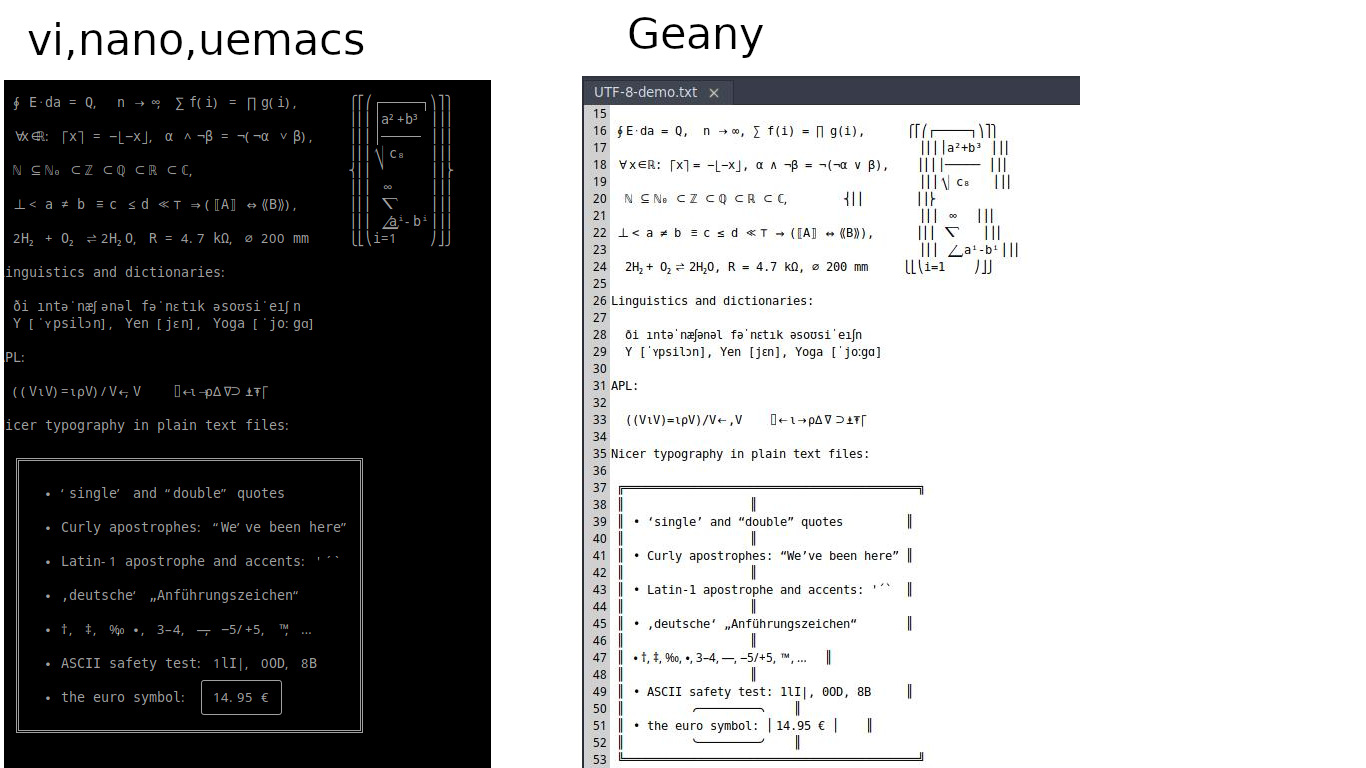 vi,nano,uemacs
∮ E⋅da = Q,  n → ∞, ∑ f(i) = ∏ g(i),      ⎧⎡⎛┌─────┐⎞⎤⎫
                                          ⎪⎢⎜│a²+b³ ⎟⎥⎪
∀x∈ℝ: ⌈x⌉ = −⌊−x⌋, α ∧ ¬β = ¬(¬α ∨ β),    ⎪⎢⎜│───── ⎟⎥⎪
                                          ⎪⎢⎜⎷ c₈   ⎟⎥⎪
ℕ ⊆ ℕ₀ ⊂ ℤ ⊂ ℚ ⊂ ℝ ⊂ ℂ,                   ⎨⎢⎜       ⎟⎥⎬
                                          ⎪⎢⎜ ∞     ⎟⎥⎪
⊥ < a ≠ b ≡ c ≤ d ≪ ⊤ ⇒ (⟦A⟧ ⇔ ⟪B⟫),      ⎪⎢⎜ ⎲     ⎟⎥⎪
                                          ⎪⎢⎜ ⎳aⁱ-bⁱ⎟⎥⎪
2H₂ + O₂ ⇌ 2H₂O, R = 4.7 kΩ, ⌀ 200 mm     ⎩⎣⎝i=1    ⎠⎦⎭
inguistics and dictionaries:
ði ıntəˈnæʃənəl fəˈnɛtık əsoʊsiˈeıʃn
Y [ˈʏpsilɔn], Yen [jɛn], Yoga [ˈjoːgɑ]
PL:
((V⍳V)=⍳⍴V)/V←,V    ⌷←⍳→⍴∆∇⊃‾⍎⍕⌈
icer typography in plain text files:
• ‘single’ and “double” quotes
• Curly apostrophes: “We’ve been here”
• Latin-1 apostrophe and accents: '´`
• ‚deutsche‘ „Anführungszeichen“
• †, ‡, ‰, •, 3–4, —, −5/+5, ™, …
• ASCII safety test: 1lI|, 0OD, 8B
• the euro symbol: │ 14.95 € │
Geany
UTF-8-demo.txt ×
15
16 ∮ E⋅da = Q,  n → ∞, ∑ f(i) = ∏ g(i),      ⎧⎡⎛┌─────┐⎞⎤⎫
17                                           ⎪⎢⎜│a²+b³ ⎟⎥⎪
18 ∀x∈ℝ: ⌈x⌉ = −⌊−x⌋, α ∧ ¬β = ¬(¬α ∨ β),    ⎪⎢⎜│───── ⎟⎥⎪
19                                           ⎪⎢⎜⎷ c₈   ⎟⎥⎪
20 ℕ ⊆ ℕ₀ ⊂ ℤ ⊂ ℚ ⊂ ℝ ⊂ ℂ,                   ⎨⎢⎜       ⎟⎥⎬
21                                           ⎪⎢⎜ ∞     ⎟⎥⎪
22 ⊥ < a ≠ b ≡ c ≤ d ≪ ⊤ ⇒ (⟦A⟧ ⇔ ⟪B⟫),      ⎪⎢⎜ ⎲     ⎟⎥⎪
23                                           ⎪⎢⎜ ⎳aⁱ-bⁱ⎟⎥⎪
24 2H₂ + O₂ ⇌ 2H₂O, R = 4.7 kΩ, ⌀ 200 mm     ⎩⎣⎝i=1    ⎠⎦⎭
25
26 Linguistics and dictionaries:
27
28 ði ıntəˈnæʃənəl fəˈnɛtık əsoʊsiˈeıʃn
29 Y [ˈʏpsilɔn], Yen [jɛn], Yoga [ˈjoːgɑ]
30
31 APL:
32
33 ((V⍳V)=⍳⍴V)/V←,V    ⌷←⍳→⍴∆∇⊃‾⍎⍕⌈
34
35 Nicer typography in plain text files:
36
37 ╔══════════════════════════════════════════╗
38 ║                                          ║
39 ║ • ‘single’ and “double” quotes ║
40 ║                                          ║
41 ║ • Curly apostrophes: “We’ve been here” ║
42 ║                                          ║
43 ║ • Latin-1 apostrophe and accents: '´` ║
44 ║                                          ║
45 ║ • ‚deutsche‘ „Anführungszeichen“ ║
46 ║                                          ║
47 ║ • †, ‡, ‰, •, 3–4, —, −5/+5, ™, … ║
48 ║                                          ║
49 ║ • ASCII safety test: 1lI|, 0OD, 8B ║
50 ║                      ╭─────────╮         ║
51 ║ • the euro symbol: │ 14.95 € │ ║
52 ║                      ╰─────────╯         ║
53 ╚══════════════════════════════════════════╝